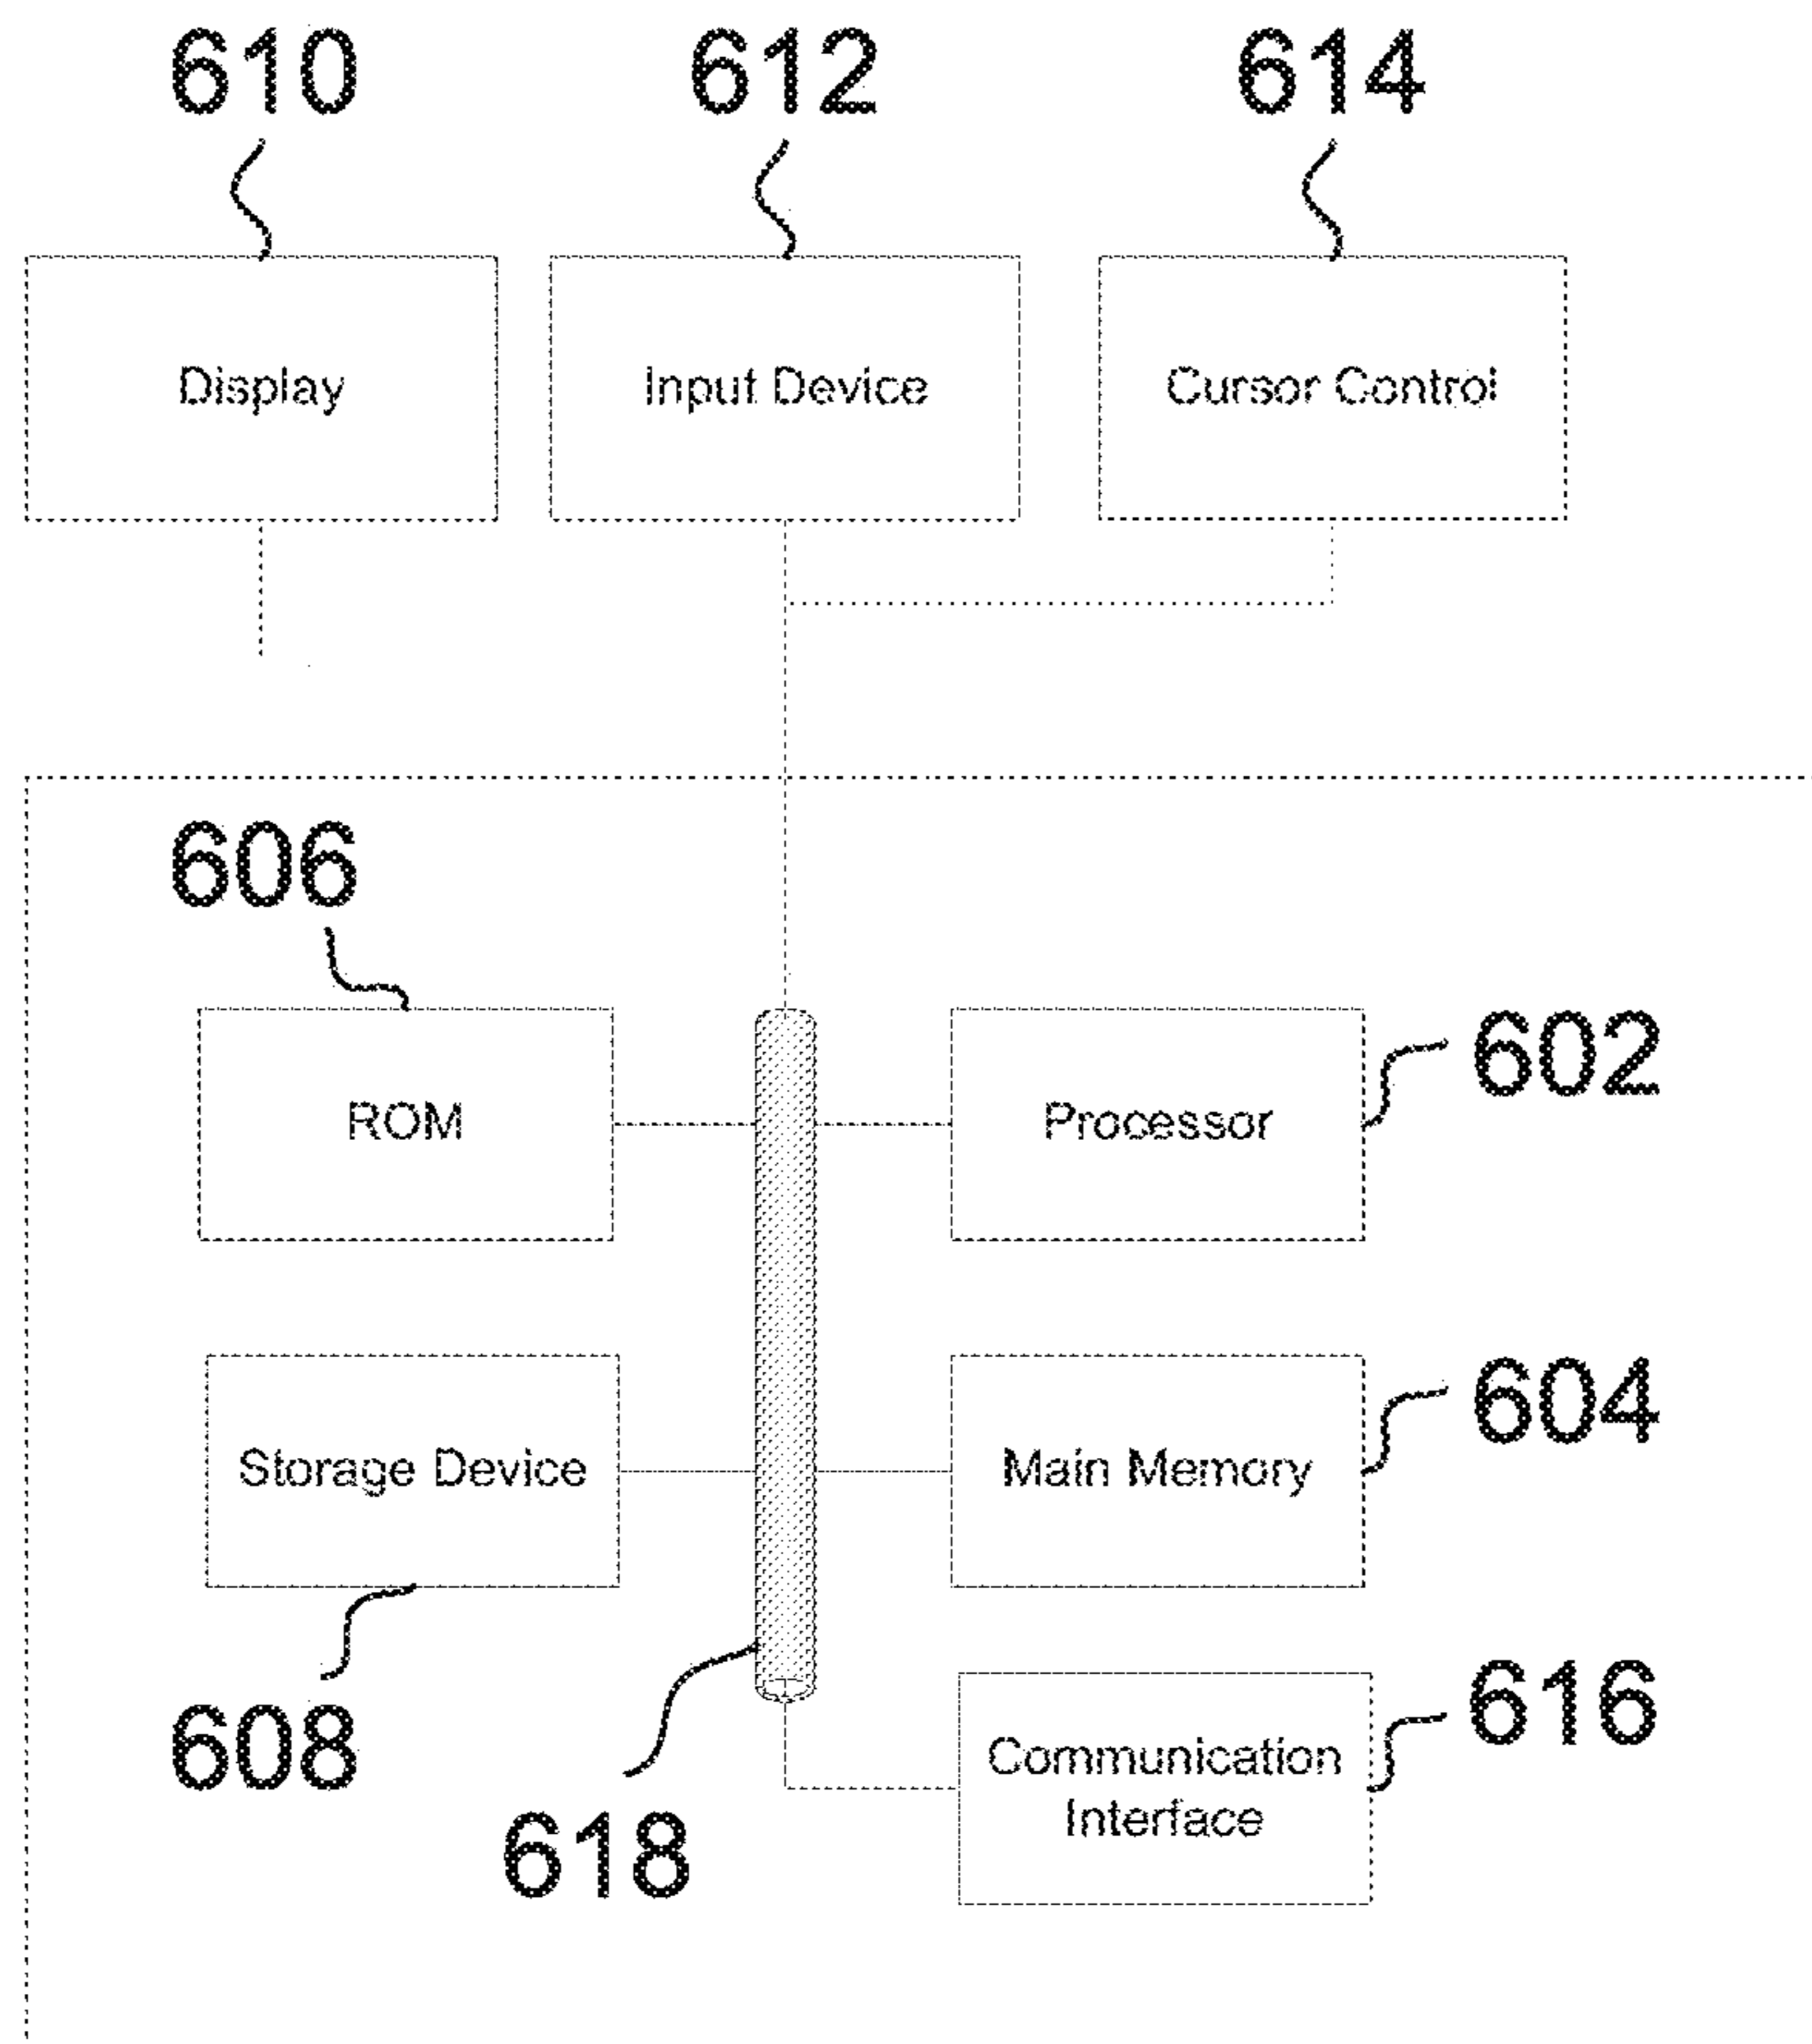 610
612
614
Display
Input Device
Cursor Control
606
ROM
Processor
602
Storage Device
Main Memory
604
608
618
Communication
Interface
616